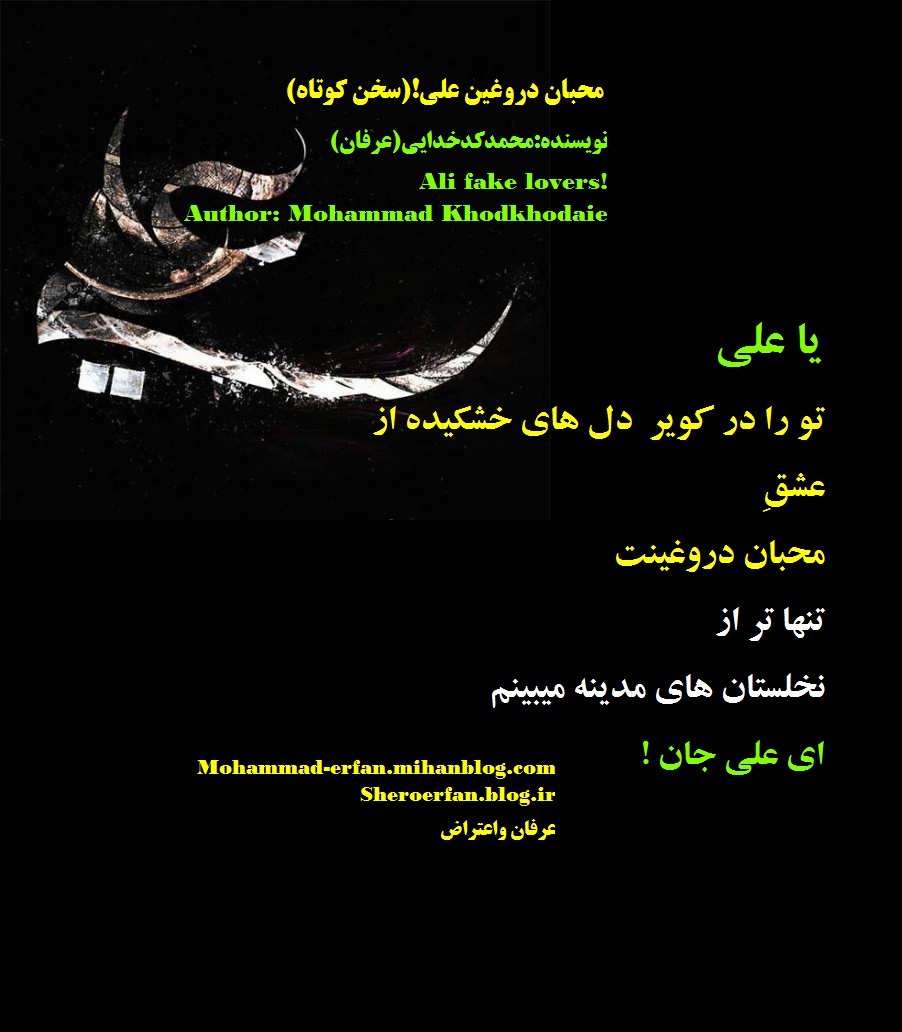 محبان دروغین علی!(سخن کوتاه)
نویسنده:محمدکدخدایی(عرفان)
Ali fake lovers!
Author: Mohammad Khodkhodaie
علی
یا علی
تو را در کویر دل های خشکیده از
عشقِ
محبان دروغینت
تنها تر از
نخلستان های مدینه میبینم
ای علی جان !
Mohammad-erfan.mihanblog.com
Sheroerfan.blog.ir
عرفان واعتراض